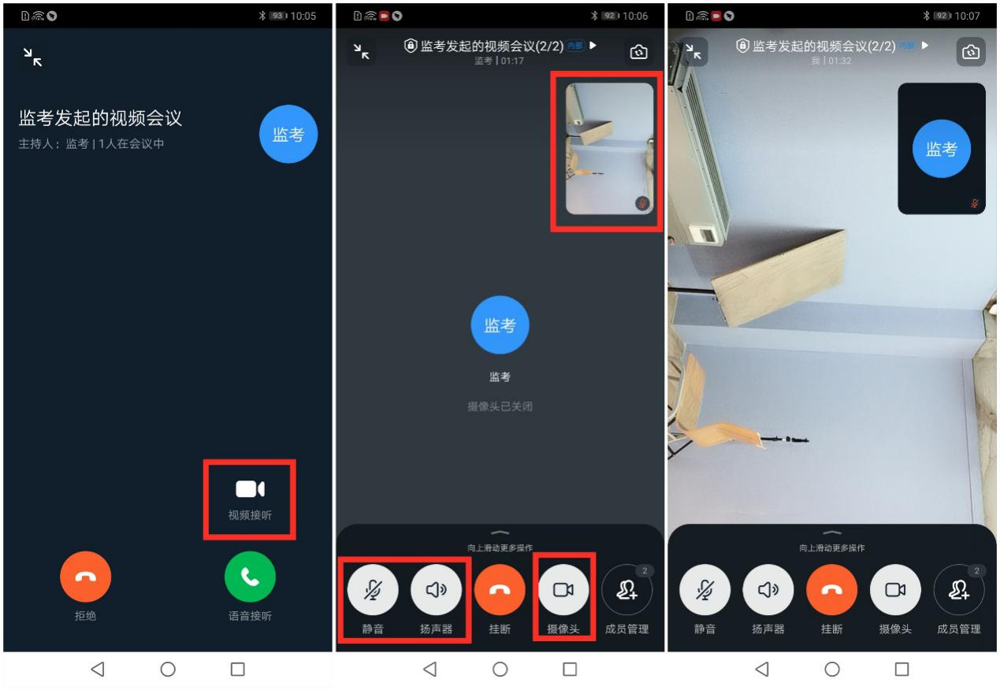 93
10:05
监考发起的视频会议
主持人：监考 | 1人在会议中
监考
视频接听
拒绝
语音接听
92
10:06
监考发起的视频会议(2/2) 内部
监考 | 01:17
监考
监考
摄像头已关闭
向上滑动更多操作
2
静音
扬声器
挂断
摄像头
成员管理
92
10:07
监考发起的视频会议(2/2) 内部
我 | 01:32
监考
向上滑动更多操作
2
静音
扬声器
挂断
摄像头
成员管理